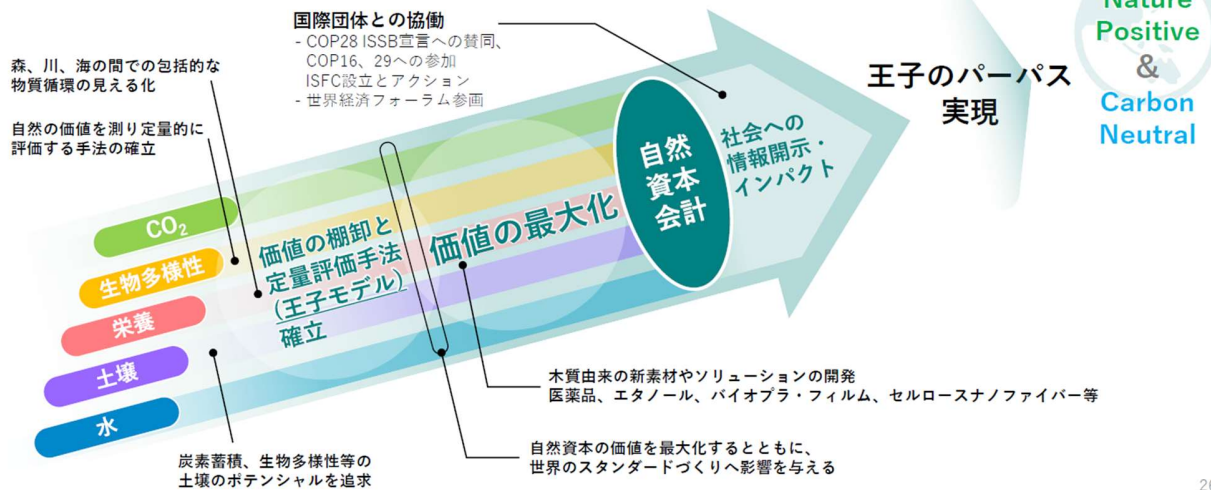 国際団体との協働
- COP28 ISSB宣言への賛同、
COP16、29への参加
ISFC設立とアクション
- 世界経済フォーラム参画
森、川、海の間での包括的な
物質循環の見える化
自然の価値を測り定量的に
評価する手法の確立
CO₂
生物多様性
栄養
土壌
水
価値の棚卸と
定量評価手法
(王子モデル)
確立
価値の最大化
自然
資本
会計
社会への
情報開示・
インパクト
王子のパーパス
実現
Nature
Positive
&
Carbon
Neutral
木質由来の新素材やソリューションの開発
医薬品、エタノール、バイオプラ・フィルム、セルロースナノファイバー等
自然資本の価値を最大化するとともに、
世界のスタンダードづくりへ影響を与える
炭素蓄積、生物多様性等の
土壌のポテンシャルを追求